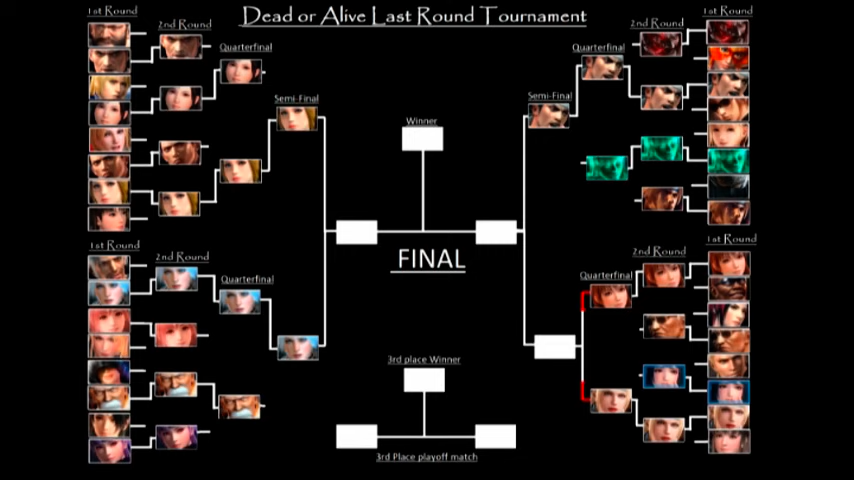 Dead or Alive Last Round Tournament
1st Round
2nd Round
Quarterfinal
Semi-Final
Winner
Semi-Final
Quarterfinal
2nd Round
1st Round
FINAL
1st Round
2nd Round
Quarterfinal
Quarterfinal
2nd Round
1st Round
3rd place Winner
3rd Place playoff match